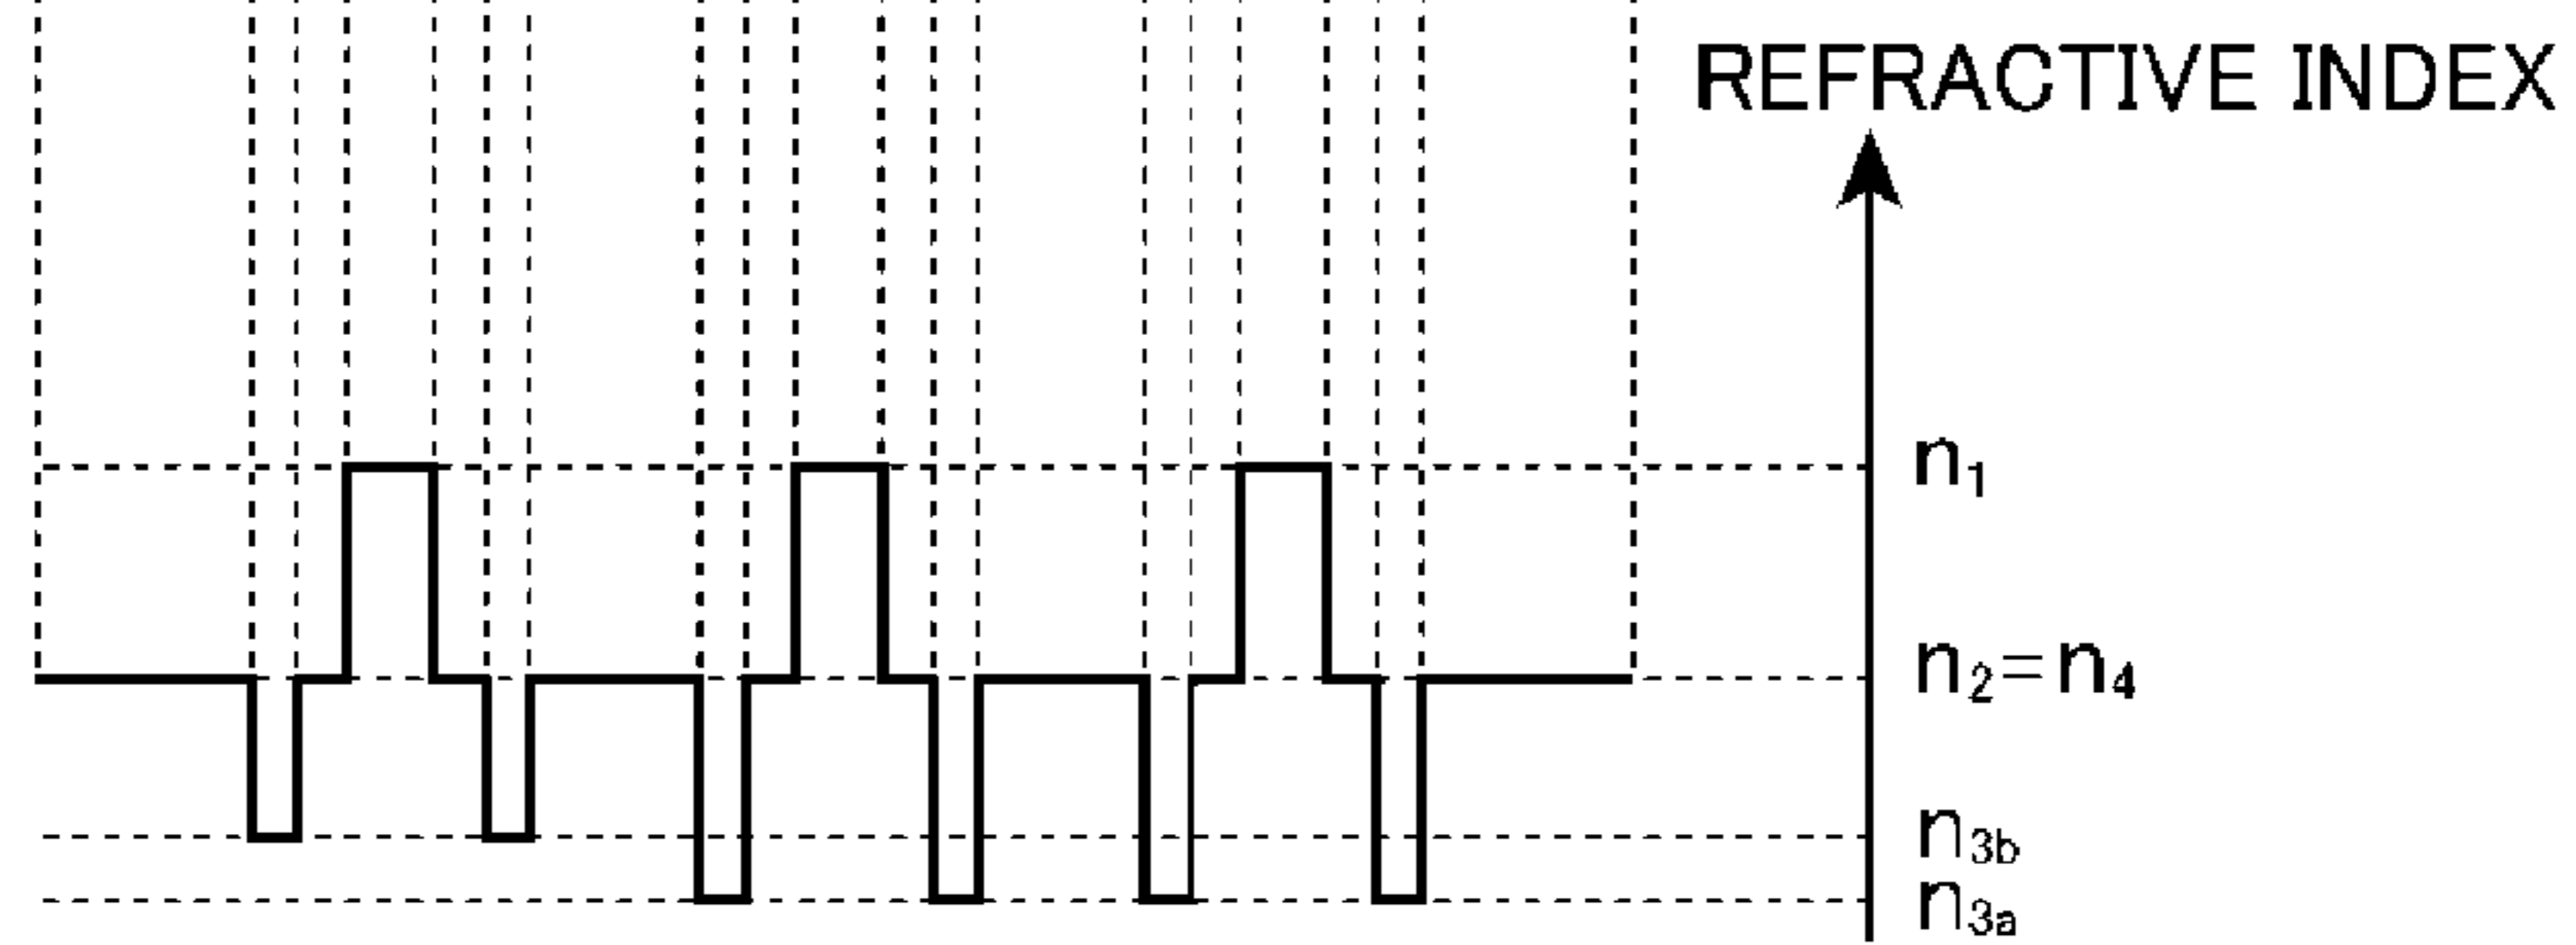 REFRACTIVE INDEX
n₁
n₂=n₄
n₃b
n₃a